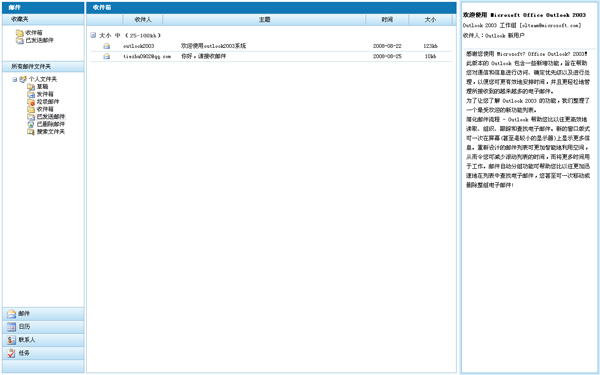 邮件
收藏夹
收件箱
已发送邮件
所有邮件文件夹
个人文件夹
草稿
发件箱
垃圾邮件
收件箱
已发送邮件
已删除邮件
搜索文件夹
邮件
日历
联系人
任务
收件箱
收件人 主题 时间 大小
大小 中 (25-100kb)
outlook2003 欢迎使用outlook2003系统 2008-08-22 123kb
你好，请接收邮件 2008-08-25 10kb
欢迎使用 Microsoft Office Outlook 2003
Outlook 2003 工作组 [olteam@microsoft.com]
收件人：Outlook 新用户
感谢您使用 Microsoft? Office Outlook? 2003!
此版本的 Outlook 包含一些新增功能，旨在帮助
您对通信和信息进行访问、确定优先级以及进行处
理，以便您可更有效地安排时间，并且更轻松地管
理所接收到的越来越多的电子邮件。
为了让您了解 Outlook 2003 的功能，我们整理了
一个最受欢迎的新功能列表。
简化邮件流程 - Outlook 帮助您比以往更高效地
读取、组织、跟踪和查找电子邮件。新的窗口版式
可一次在屏幕(甚至是较小的显示器)上显示更多信
息。重新设计的邮件列表可更加智能地利用空间，
从而令您可减少滚动列表的时间，而将更多时间用
于工作。邮件自动分组功能可帮助您比以往更加迅
速地在列表中查找电子邮件，您甚至可一次移动或
删除整组电子邮件!